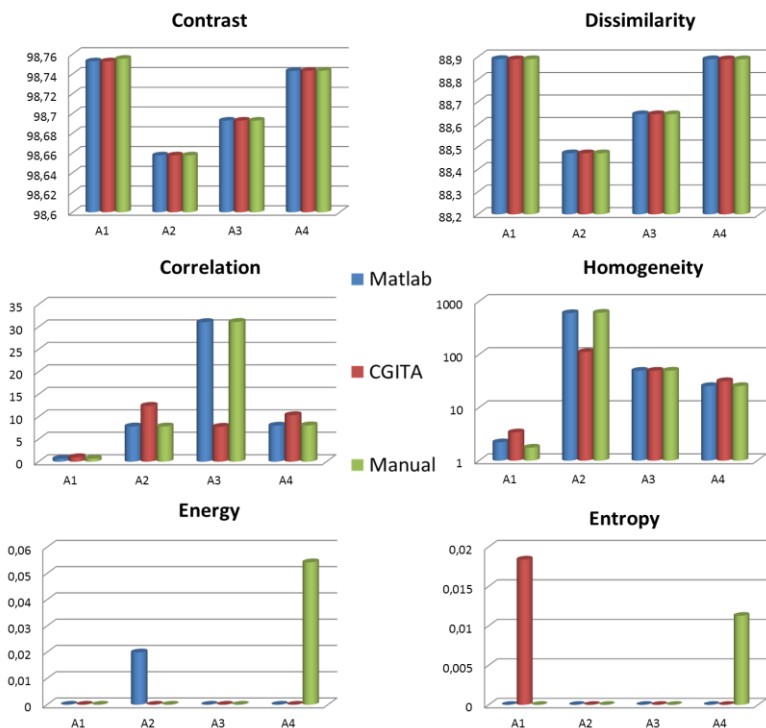 Contrast
98,76
98,74
98,72
98,7
98,68
98,66
98,64
98,62
98,6
A1 A2 A3 A4
Dissimilarity
88,9
88,8
88,7
88,6
88,5
88,4
88,3
88,2
A1 A2 A3 A4
Correlation
35
30
25
20
15
10
5
0
A1 A2 A3 A4
Matlab
CGITA
Manual
Homogeneity
1000
100
10
1
A1 A2 A3 A4
Energy
0,06
0,05
0,04
0,03
0,02
0,01
0
A1 A2 A3 A4
Entropy
0,02
0,015
0,01
0,005
0
A1 A2 A3 A4